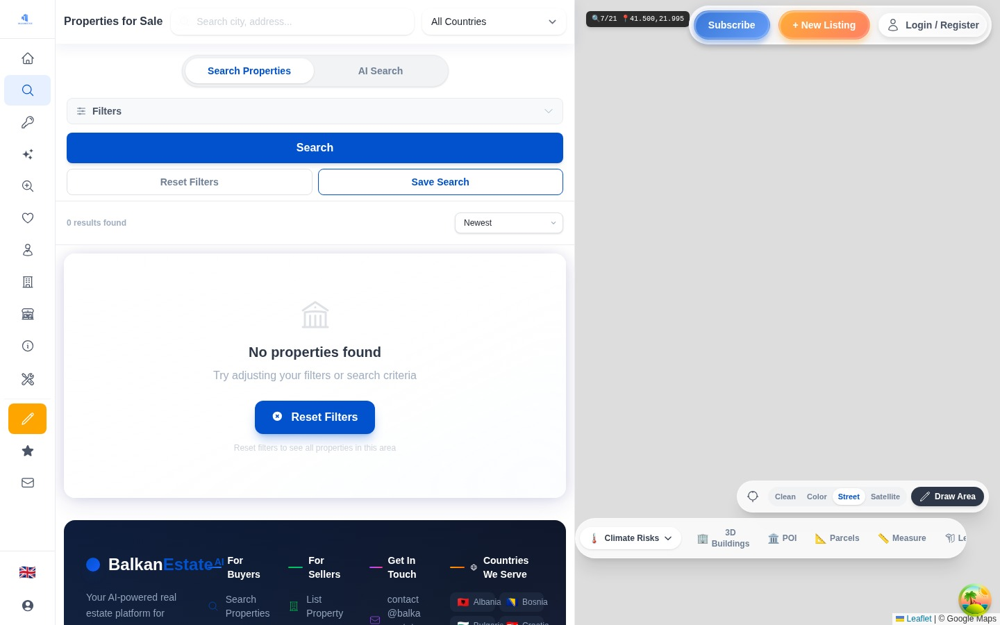 Properties for Sale
Search city, address...
All Countries
7/21 41.500,21.995
Subscribe
+ New Listing
Login / Register
Search Properties
AI Search
Filters
Search
Reset Filters
Save Search
0 results found
Newest
No properties found
Try adjusting your filters or search criteria
Reset Filters
Reset filters to see all properties in this area
Clean
Color
Street
Satellite
Draw Area
Climate Risks
3D
Buildings
POI
Parcels
Measure
Le
BalkanEstateAI
Your AI-powered real
estate platform for
For
Buyers
Search
Properties
For
Sellers
List
Property
Get In
Touch
contact
@balka
Countries
We Serve
Albania
Bosnia
Bulgaria
Croatia
Leaflet | © Google Maps